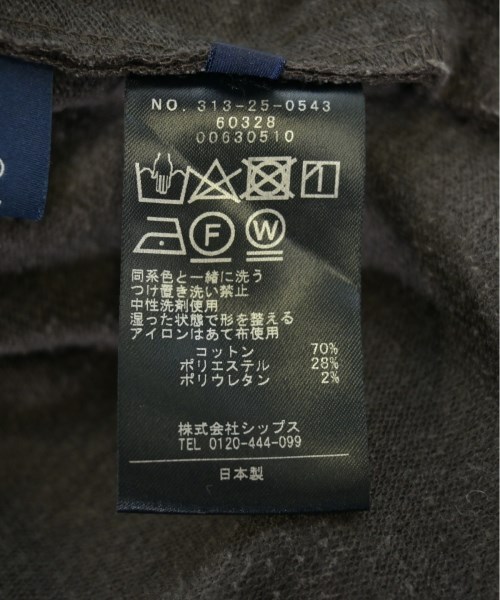 NO. 313-25-0543
60328
00630510
F
W
同系色と一緒に洗う
つけ置き洗い禁止
中性洗剤使用
湿った状態で形を整える
アイロンはあて布使用
コットン 70%
ポリエステル 28%
ポリウレタン 2%
株式会社シップス
TEL 0120-444-099
日本製